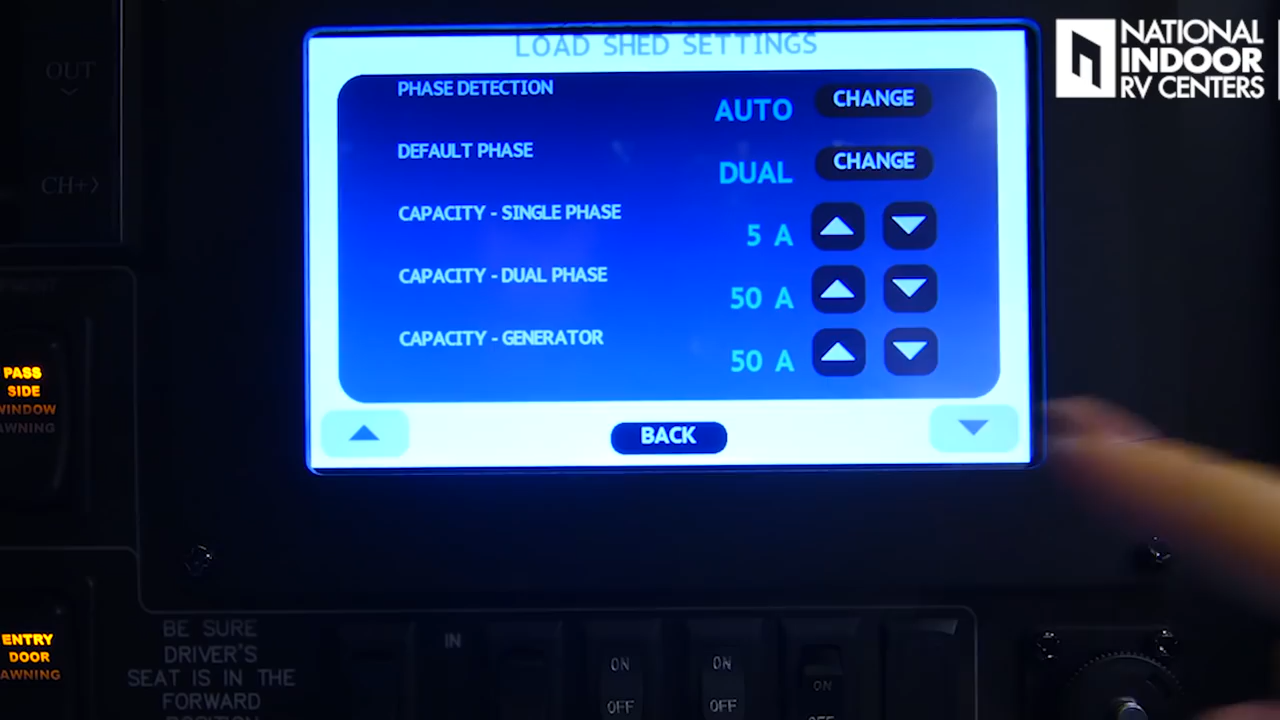 NATIONAL
INDOOR
RV CENTERS
LOAD SHED SETTINGS
PHASE DETECTION
AUTO
CHANGE
DEFAULT PHASE
DUAL
CHANGE
CAPACITY - SINGLE PHASE
5 A
CAPACITY - DUAL PHASE
50 A
CAPACITY - GENERATOR
50 A
BACK
OUT
CH+
PASS
SIDE
WINDOW
AWNING
ENTRY
DOOR
AWNING
BE SURE
DRIVER'S
SEAT IS IN THE
FORWARD
POSITION
IN
ON
OFF
ON
OFF
ON
OFF